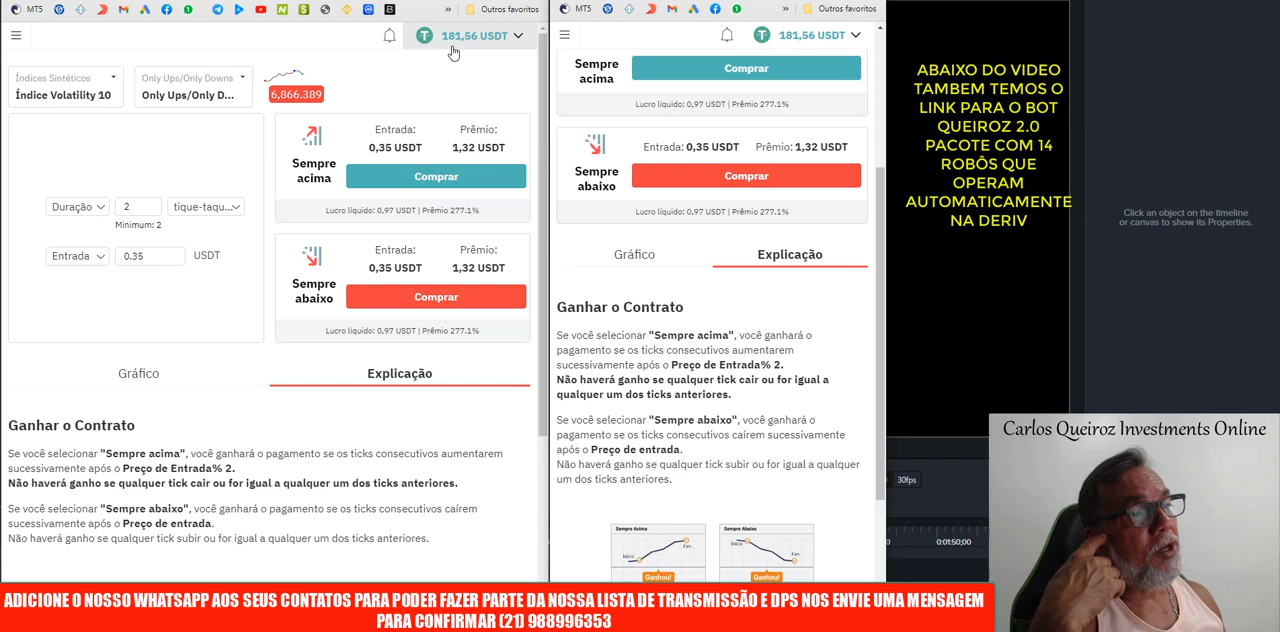 MT5
»
Outros favoritos
181,56 USDT
Índices Sintéticos
Índice Volatility 10
Only Ups/Only Downs
Only Ups/Only D...
6,866.389
Duração
2
tique-taqu...
Minimum: 2
Entrada
0.35
USDT
Sempre acima
Entrada:
0,35 USDT
Prêmio:
1,32 USDT
Comprar
Lucro líquido: 0,97 USDT | Prêmio 277.1%
Sempre abaixo
Entrada:
0,35 USDT
Prêmio:
1,32 USDT
Comprar
Lucro líquido: 0,97 USDT | Prêmio 277.1%
Gráfico
Explicação
Ganhar o Contrato
Se você selecionar "Sempre acima", você ganhará o pagamento se os ticks consecutivos aumentarem
sucessivamente após o Preço de Entrada% 2.
Não haverá ganho se qualquer tick cair ou for igual a qualquer um dos ticks anteriores.
Se você selecionar "Sempre abaixo", você ganhará o pagamento se os ticks consecutivos caírem
sucessivamente após o Preço de entrada.
Não haverá ganho se qualquer tick subir ou for igual a qualquer um dos ticks anteriores.
MT5
»
Outros favoritos
181,56 USDT
Sempre
acima
Comprar
Lucro líquido: 0,97 USDT | Prêmio 277.1%
Sempre
abaixo
Entrada: 0,35 USDT Prêmio: 1,32 USDT
Comprar
Lucro líquido: 0,97 USDT | Prêmio 277.1%
Gráfico
Explicação
Ganhar o Contrato
Se você selecionar "Sempre acima", você ganhará o
pagamento se os ticks consecutivos aumentarem
sucessivamente após o Preço de Entrada% 2.
Não haverá ganho se qualquer tick cair ou for igual a
qualquer um dos ticks anteriores.
Se você selecionar "Sempre abaixo", você ganhará o
pagamento se os ticks consecutivos caírem sucessivamente
após o Preço de entrada.
Não haverá ganho se qualquer tick subir ou for igual a qualquer
um dos ticks anteriores.
Sempre Acima
Início
Fim
Ganhou!
Sempre Abaixo
Início
Fim
Ganhou!
ABAIXO DO VIDEO
TAMBEM TEMOS O
LINK PARA O BOT
QUEIROZ 2.0
PACOTE COM 14
ROBÔS QUE
OPERAM
AUTOMATICAMENTE
NA DERIV
Click an object on the timeline
or canvas to show its Properties.
Carlos Queiroz Investments Online
30fps
0:01:50;00
ADICIONE O NOSSO WHATSAPP AOS SEUS CONTATOS PARA PODER FAZER PARTE DA NOSSA LISTA DE TRANSMISSÃO E DPS NOS ENVIE UMA MENSAGEM
PARA CONFIRMAR (21) 988996353